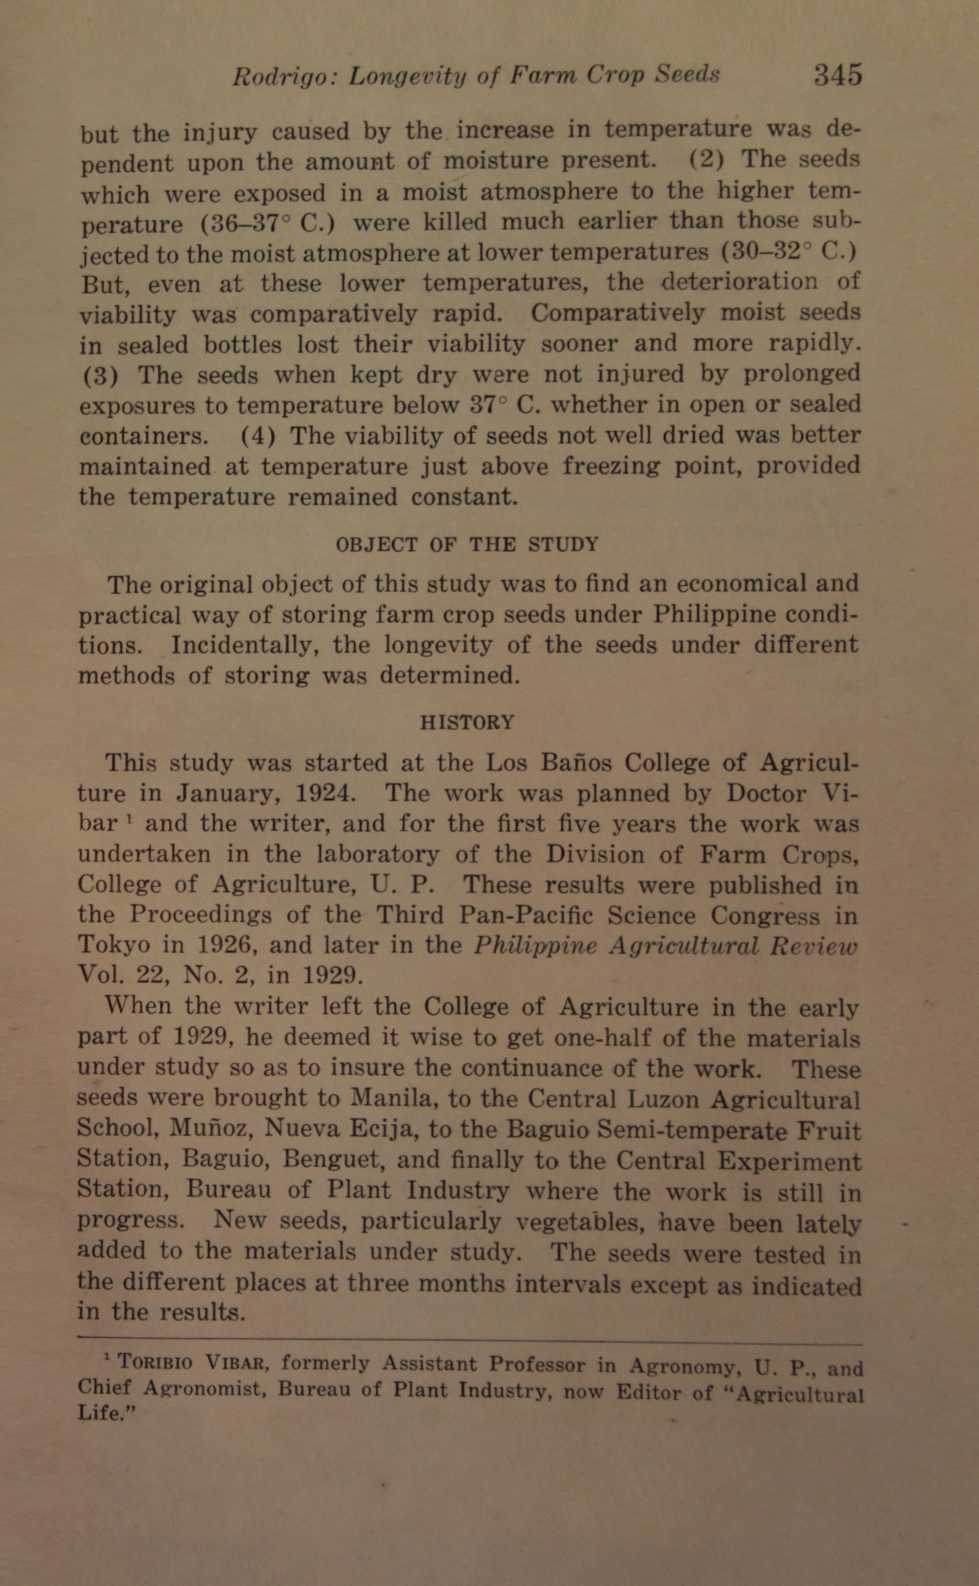 Rodrigo: Longevity of Farm Crop Seeds 345
but the injury caused by the increase in temperature was de-
pendent upon the amount of moisture present. (2) The seeds
which were exposed in a moist atmosphere to the higher tem-
perature (36–37° C.) were killed much earlier than those sub-
jected to the moist atmosphere at lower temperatures (30–32° C.)
But, even at these lower temperatures, the deterioration of
viability was comparatively rapid. Comparatively moist seeds
in sealed bottles lost their viability sooner and more rapidly.
(3) The seeds when kept dry were not injured by prolonged
exposures to temperature below 37° C. whether in open or sealed
containers. (4) The viability of seeds not well dried was better
maintained at temperature just above freezing point, provided
the temperature remained constant.
OBJECT OF THE STUDY
The original object of this study was to find an economical and
practical way of storing farm crop seeds under Philippine condi-
tions. Incidentally, the longevity of the seeds under different
methods of storing was determined.
HISTORY
This study was started at the Los Baños College of Agricul-
ture in January, 1924. The work was planned by Doctor Vi-
bar ¹ and the writer, and for the first five years the work was
undertaken in the laboratory of the Division of Farm Crops,
College of Agriculture, U. P. These results were published in
the Proceedings of the Third Pan-Pacific Science Congress in
Tokyo in 1926, and later in the Philippine Agricultural Review
Vol. 22, No. 2, in 1929.
When the writer left the College of Agriculture in the early
part of 1929, he deemed it wise to get one-half of the materials
under study so as to insure the continuance of the work. These
seeds were brought to Manila, to the Central Luzon Agricultural
School, Muñoz, Nueva Ecija, to the Baguio Semi-temperate Fruit
Station, Baguio, Benguet, and finally to the Central Experiment
Station, Bureau of Plant Industry where the work is still in
progress. New seeds, particularly vegetables, have been lately
added to the materials under study. The seeds were tested in
the different places at three months intervals except as indicated
in the results.
¹ TORIBIO VIBAR, formerly Assistant Professor in Agronomy, U. P., and
Chief Agronomist, Bureau of Plant Industry, now Editor of “Agricultural
Life.”